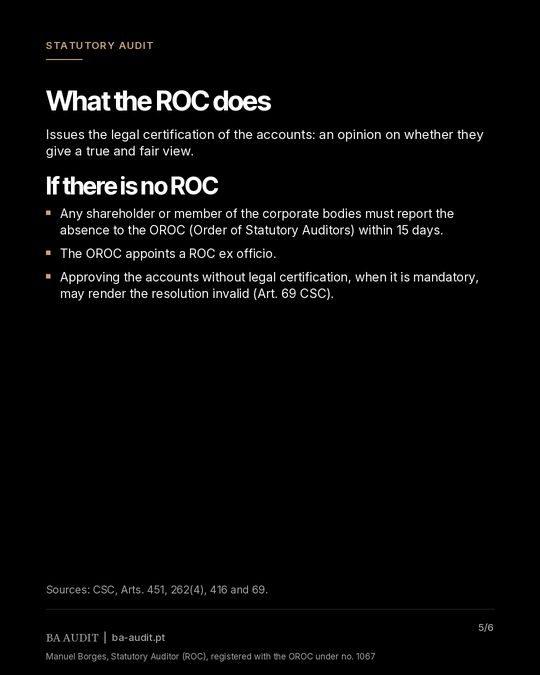 STATUTORY AUDIT
What the ROC does
Issues the legal certification of the accounts: an opinion on whether they
give a true and fair view.
If there is no ROC
Any shareholder or member of the corporate bodies must report the
absence to the OROC (Order of Statutory Auditors) within 15 days.
The OROC appoints a ROC ex officio.
Approving the accounts without legal certification, when it is mandatory,
may render the resolution invalid (Art. 69 CSC).
Sources: CSC, Arts. 451, 262(4), 416 and 69.
5/6
BA AUDIT | ba-audit.pt
Manuel Borges, Statutory Auditor (ROC), registered with the OROC under no. 1067